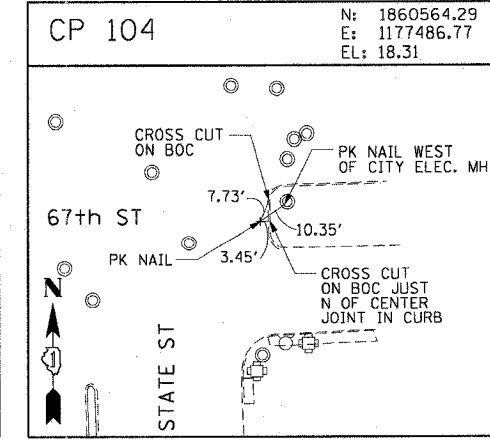 CP 104
N: 1860564.29
E: 1177486.77
EL: 18.31
CROSS CUT
ON BOC
PK NAIL WEST
OF CITY ELEC. MH
7.73'
67th ST
10.35'
PK NAIL
3.45'
CROSS CUT
ON BOC JUST
N OF CENTER
JOINT IN CURB
N
1
STATE ST